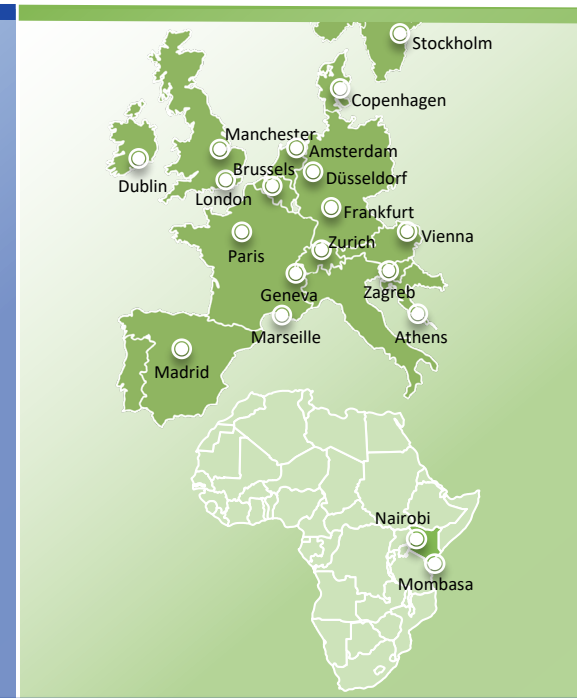 Stockholm
Copenhagen
Manchester
Amsterdam
Brussels
Düsseldorf
Dublin
London
Frankfurt
Vienna
Zurich
Paris
Geneva
Zagreb
Marseille
Athens
Madrid
Nairobi
Mombasa